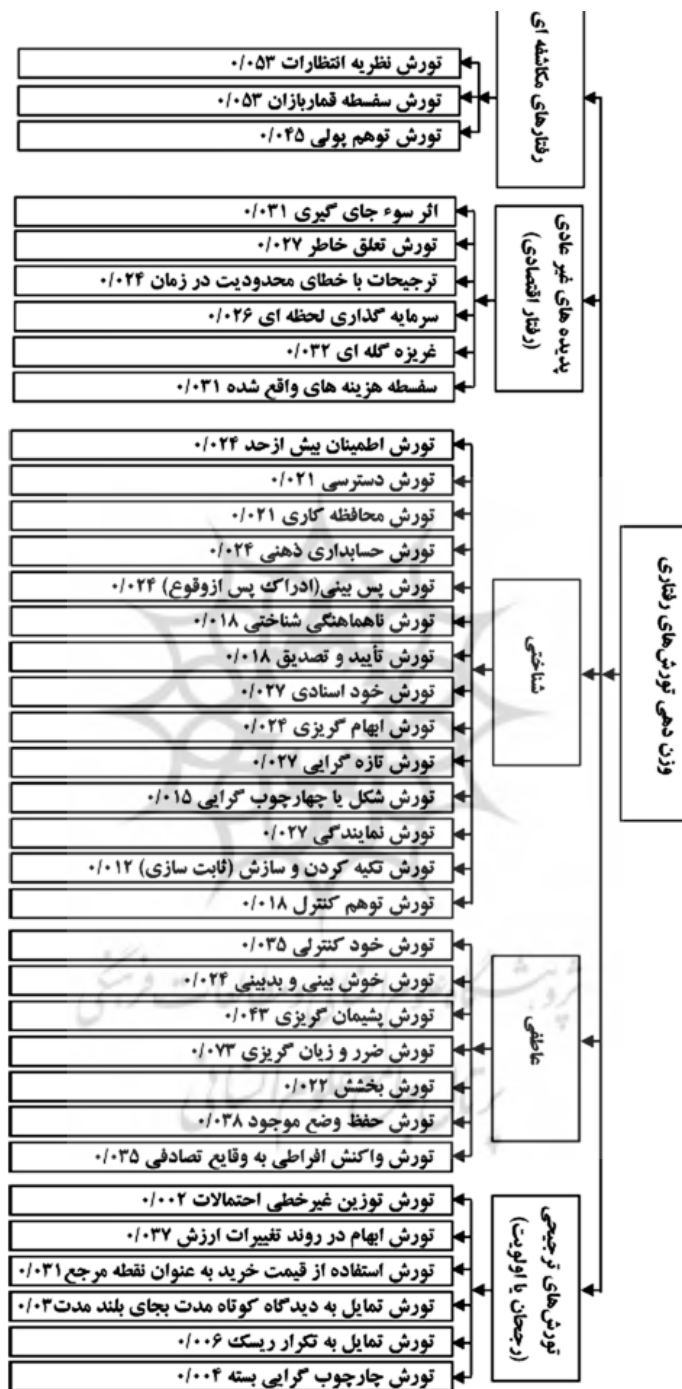 وزن دهی تورش‌های رفتاری
رفتارهای مکاشفه ای
تورش نظریه انتظارات ۰/۰۵۳
تورش سفسطه قماربازان ۰/۰۵۳
تورش توهم پولی ۰/۰۴۵
پدیده های غیر عادی
(رفتار اقتصادی)
اثر سوء جای گیری ۰/۰۳۱
تورش تعلق خاطر ۰/۰۲۷
ترجیحات با خطای محدودیت در زمان ۰/۰۲۴
سرمایه گذاری لحظه ای ۰/۰۲۶
غریزه گله ای ۰/۰۳۲
سفسطه هزینه های واقع شده ۰/۰۳۱
شناختی
تورش اطمینان بیش ازحد ۰/۰۲۴
تورش دسترسی ۰/۰۲۱
تورش محافظه کاری ۰/۰۲۱
تورش حسابداری ذهنی ۰/۰۲۴
تورش پس بینی(ادراک پس ازوقوع) ۰/۰۲۴
تورش ناهماهنگی شناختی ۰/۰۱۸
تورش تأیید و تصدیق ۰/۰۱۸
تورش خود اسنادی ۰/۰۲۷
تورش ابهام گریزی ۰/۰۲۴
تورش تازه گرایی ۰/۰۲۷
تورش شکل یا چهارچوب گرایی ۰/۰۱۵
تورش نمایندگی ۰/۰۲۷
تورش تکیه کردن و سازش (ثابت سازی) ۰/۰۱۲
تورش توهم کنترل ۰/۰۱۸
عاطفی
تورش خود کنترلی ۰/۰۳۵
تورش خوش بینی و بدبینی ۰/۰۲۴
تورش پشیمان گریزی ۰/۰۴۳
تورش ضرر و زیان گریزی ۰/۰۷۳
تورش بخشش ۰/۰۲۲
تورش حفظ وضع موجود ۰/۰۳۸
تورش واکنش افراطی به وقایع تصادفی ۰/۰۳۵
تورش‌های ترجیحی
(رجحان یا اولویت)
تورش توزین غیرخطی احتمالات ۰/۰۰۲
تورش ابهام در روند تغییرات ارزش ۰/۰۳۷
تورش استفاده از قیمت خرید به عنوان نقطه مرجع۰/۰۳۱
تورش تمایل به دیدگاه کوتاه مدت بجای بلند مدت۰/۰۳
تورش تمایل به تکرار ریسک ۰/۰۰۶
تورش چارچوب گرایی بسته ۰/۰۰۴
پژوهشگاه علوم انسانی و مطالعات فرهنگی
پرتال جامع علوم انسانی